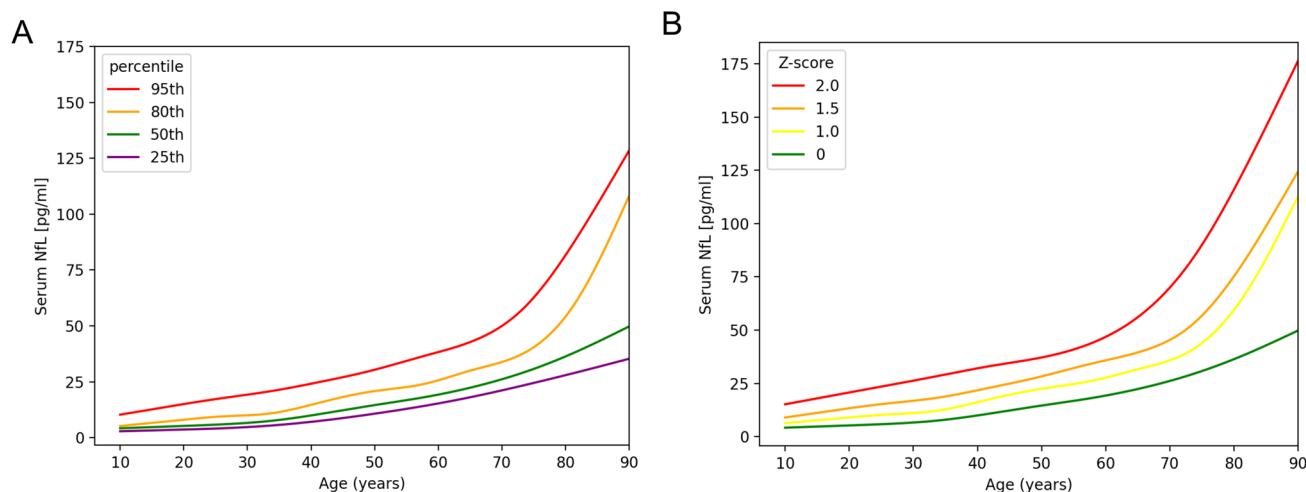 A
175
150
125
100
75
50
25
0
Serum NfL [pg/ml]
percentile
95th
80th
50th
25th
10 20 30 40 50 60 70 80 90
Age (years)
B
175
150
125
100
75
50
25
0
Serum NfL [pg/ml]
Z-score
2.0
1.5
1.0
0
10 20 30 40 50 60 70 80 90
Age (years)